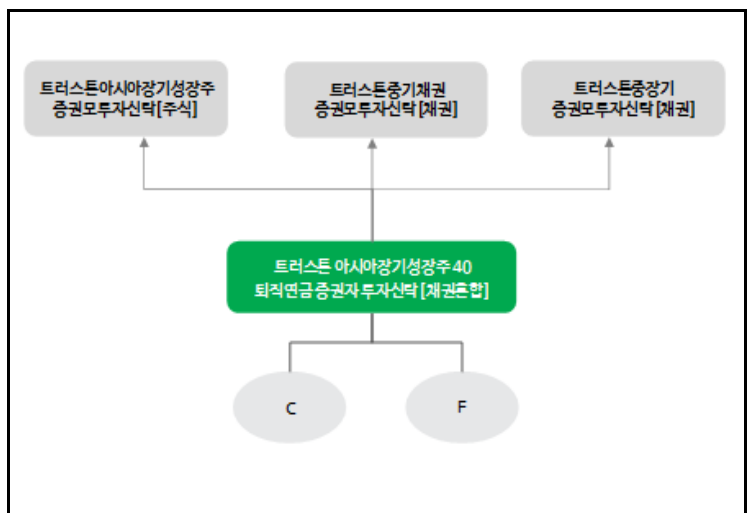 트러스톤아시아장기성장주
증권모투자신탁[주식]
트러스톤중기채권
증권모투자신탁[채권]
트러스톤중장기
증권모투자신탁[채권]
트러스톤 아시아장기성장주40
퇴직연금증권자투자신탁[채권혼합]
C
F